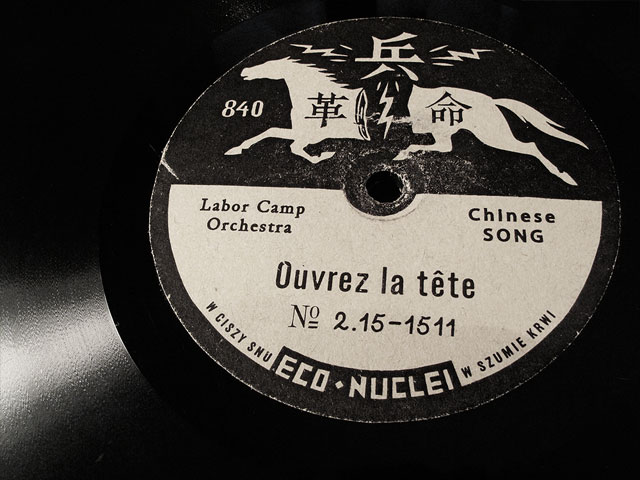 兵
840
革 命
Labor Camp
Orchestra
Chinese
SONG
Ouvrez la tête
Nº 2.15-1511
W CISZY SNU
ECO · NUCLEI
W SZUMIE KRWI